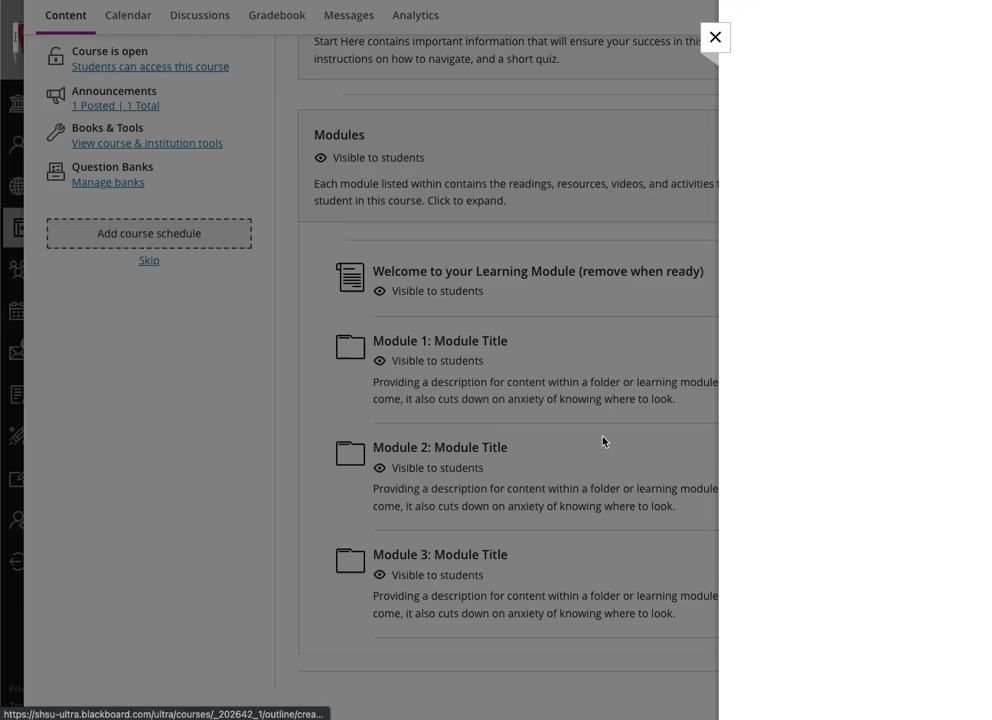 Content Calendar Discussions Gradebook Messages Analytics
Course is open
Students can access this course
Announcements
1 Posted | 1 Total
Books & Tools
View course & institution tools
Question Banks
Manage banks
Add course schedule
Skip
Start Here contains important information that will ensure your success in this
instructions on how to navigate, and a short quiz.
Modules
Visible to students
Each module listed within contains the readings, resources, videos, and activities
student in this course. Click to expand.
Welcome to your Learning Module (remove when ready)
Visible to students
Module 1: Module Title
Visible to students
Providing a description for content within a folder or learning module
come, it also cuts down on anxiety of knowing where to look.
Module 2: Module Title
Visible to students
Providing a description for content within a folder or learning module
come, it also cuts down on anxiety of knowing where to look.
Module 3: Module Title
Visible to students
Providing a description for content within a folder or learning module
come, it also cuts down on anxiety of knowing where to look.
https://shsu-ultra.blackboard.com/ultra/courses/_202642_1/outline/crea...